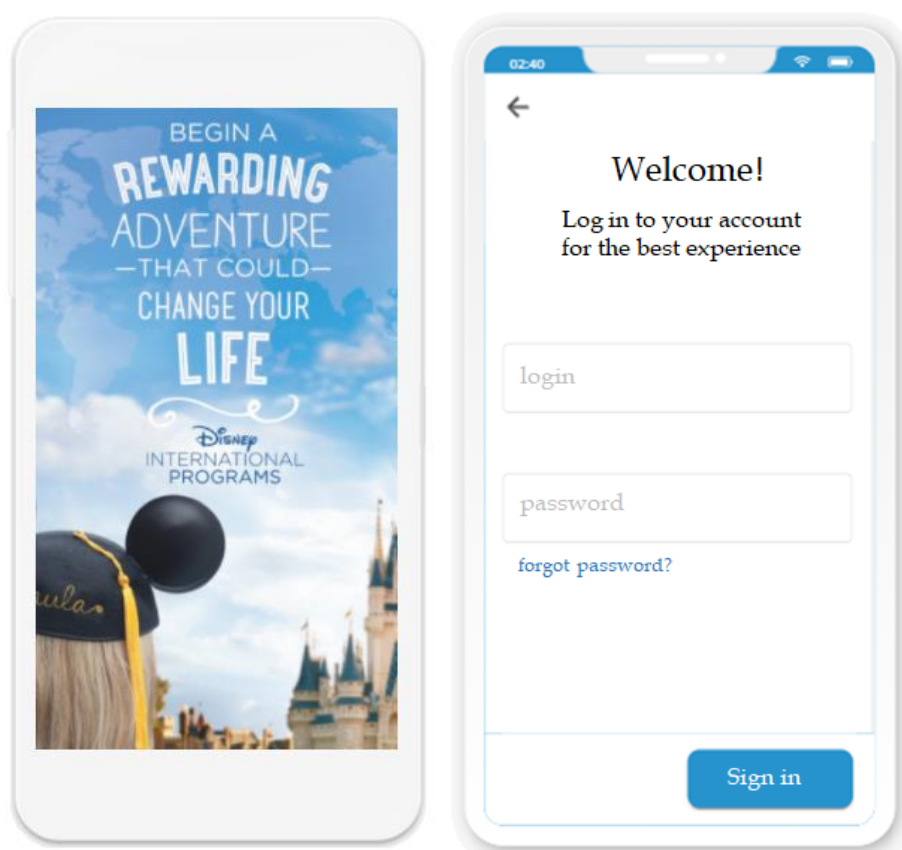 BEGIN A
REWARDING
ADVENTURE
—THAT COULD—
CHANGE YOUR
LIFE
Disney
INTERNATIONAL
PROGRAMS
02:40
Welcome!
Log in to your account
for the best experience
login
password
forgot password?
Sign in